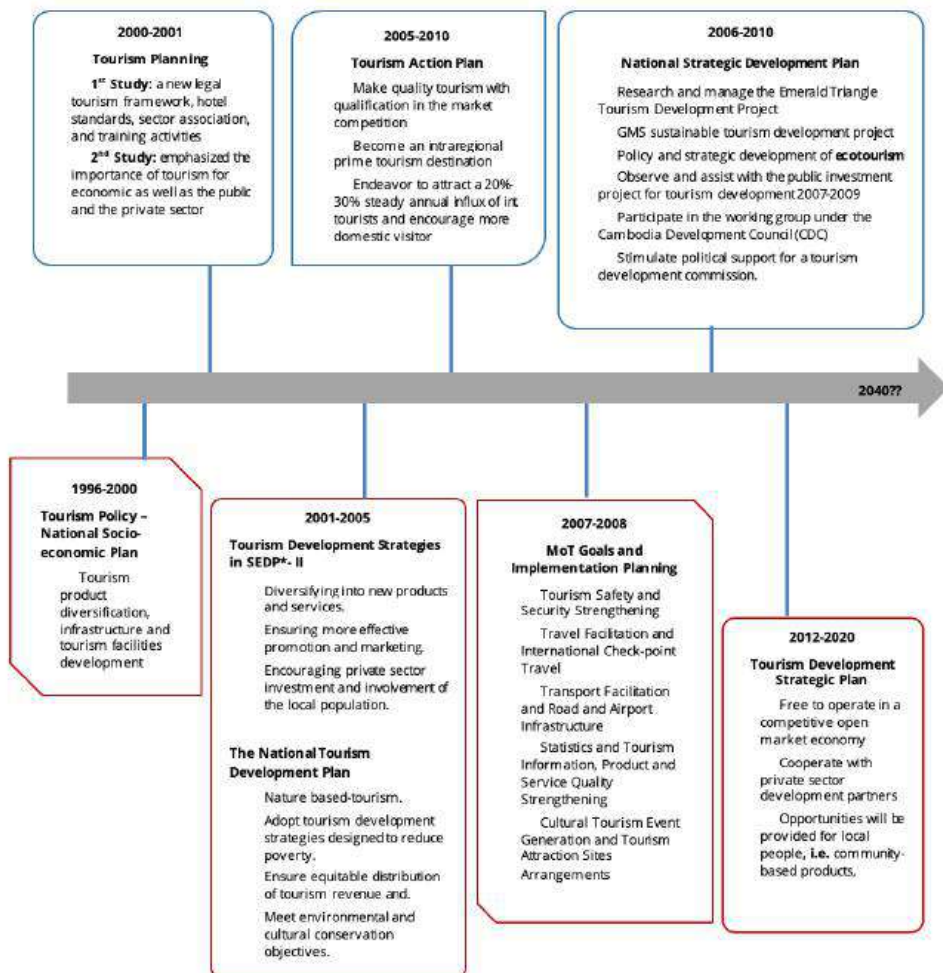 2000-2001
Tourism Planning
1st Study: a new legal
tourism framework, hotel
standards, sector association,
and training activities
2nd Study: emphasized the
importance of tourism for
economic as well as the public
and the private sector
2005-2010
Tourism Action Plan
Make quality tourism with
qualification in the market
competition
Become an intraregional
prime tourism destination
Endeavor to attract a 20%-
30% steady annual influx of int.
tourists and encourage more
domestic visitor
2006-2010
National Strategic Development Plan
Research and manage the Emerald Triangle
Tourism Development Project
GMS sustainable tourism development project
Policy and strategic development of ecotourism
Observe and assist with the public investment
project for tourism development 2007-2009
Participate in the working group under the
Cambodia Development Council (CDC)
Stimulate political support for a tourism
development commission.
2040??
1996-2000
Tourism Policy –
National Socio-
economic Plan
Tourism
product
diversification,
infrastructure and
tourism facilities
development
2001-2005
Tourism Development Strategies
in SEDP*- II
Diversifying into new products
and services.
Ensuring more effective
promotion and marketing.
Encouraging private sector
investment and involvement of
the local population.
The National Tourism
Development Plan
Nature based-tourism.
Adopt tourism development
strategies designed to reduce
poverty.
Ensure equitable distribution
of tourism revenue and.
Meet environmental and
cultural conservation
objectives.
2007-2008
MoT Goals and
Implementation Planning
Tourism Safety and
Security Strengthening
Travel Facilitation and
International Check-point
Travel
Transport Facilitation
and Road and Airport
Infrastructure
Statistics and Tourism
Information, Product and
Service Quality
Strengthening
Cultural Tourism Event
Generation and Tourism
Attraction Sites
Arrangements
2012-2020
Tourism Development
Strategic Plan
Free to operate in a
competitive open
market economy
Cooperate with
private sector
development partners
Opportunities will be
provided for local
people, i.e. community-
based products,